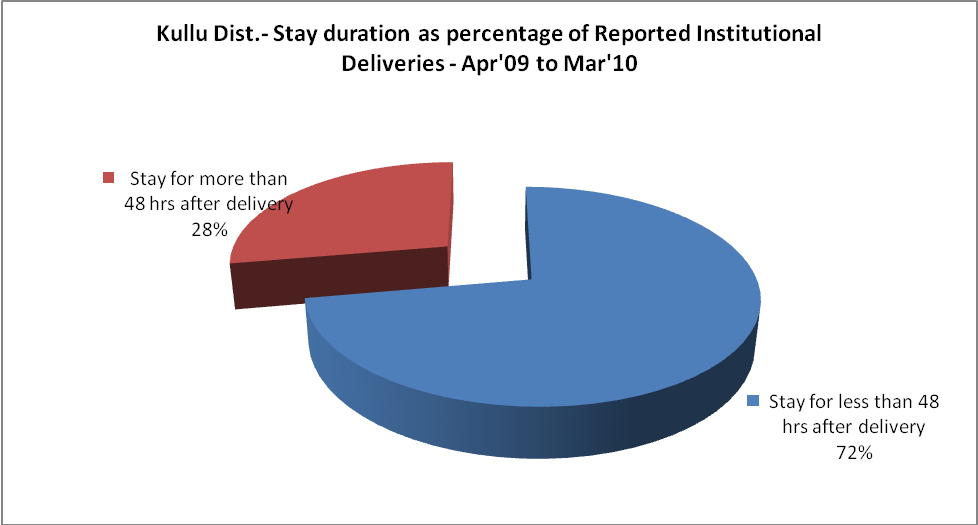 Kullu Dist.- Stay duration as percentage of Reported Institutional
Deliveries - Apr'09 to Mar'10
Stay for more than
48 hrs after delivery
28%
Stay for less than 48
hrs after delivery
72%